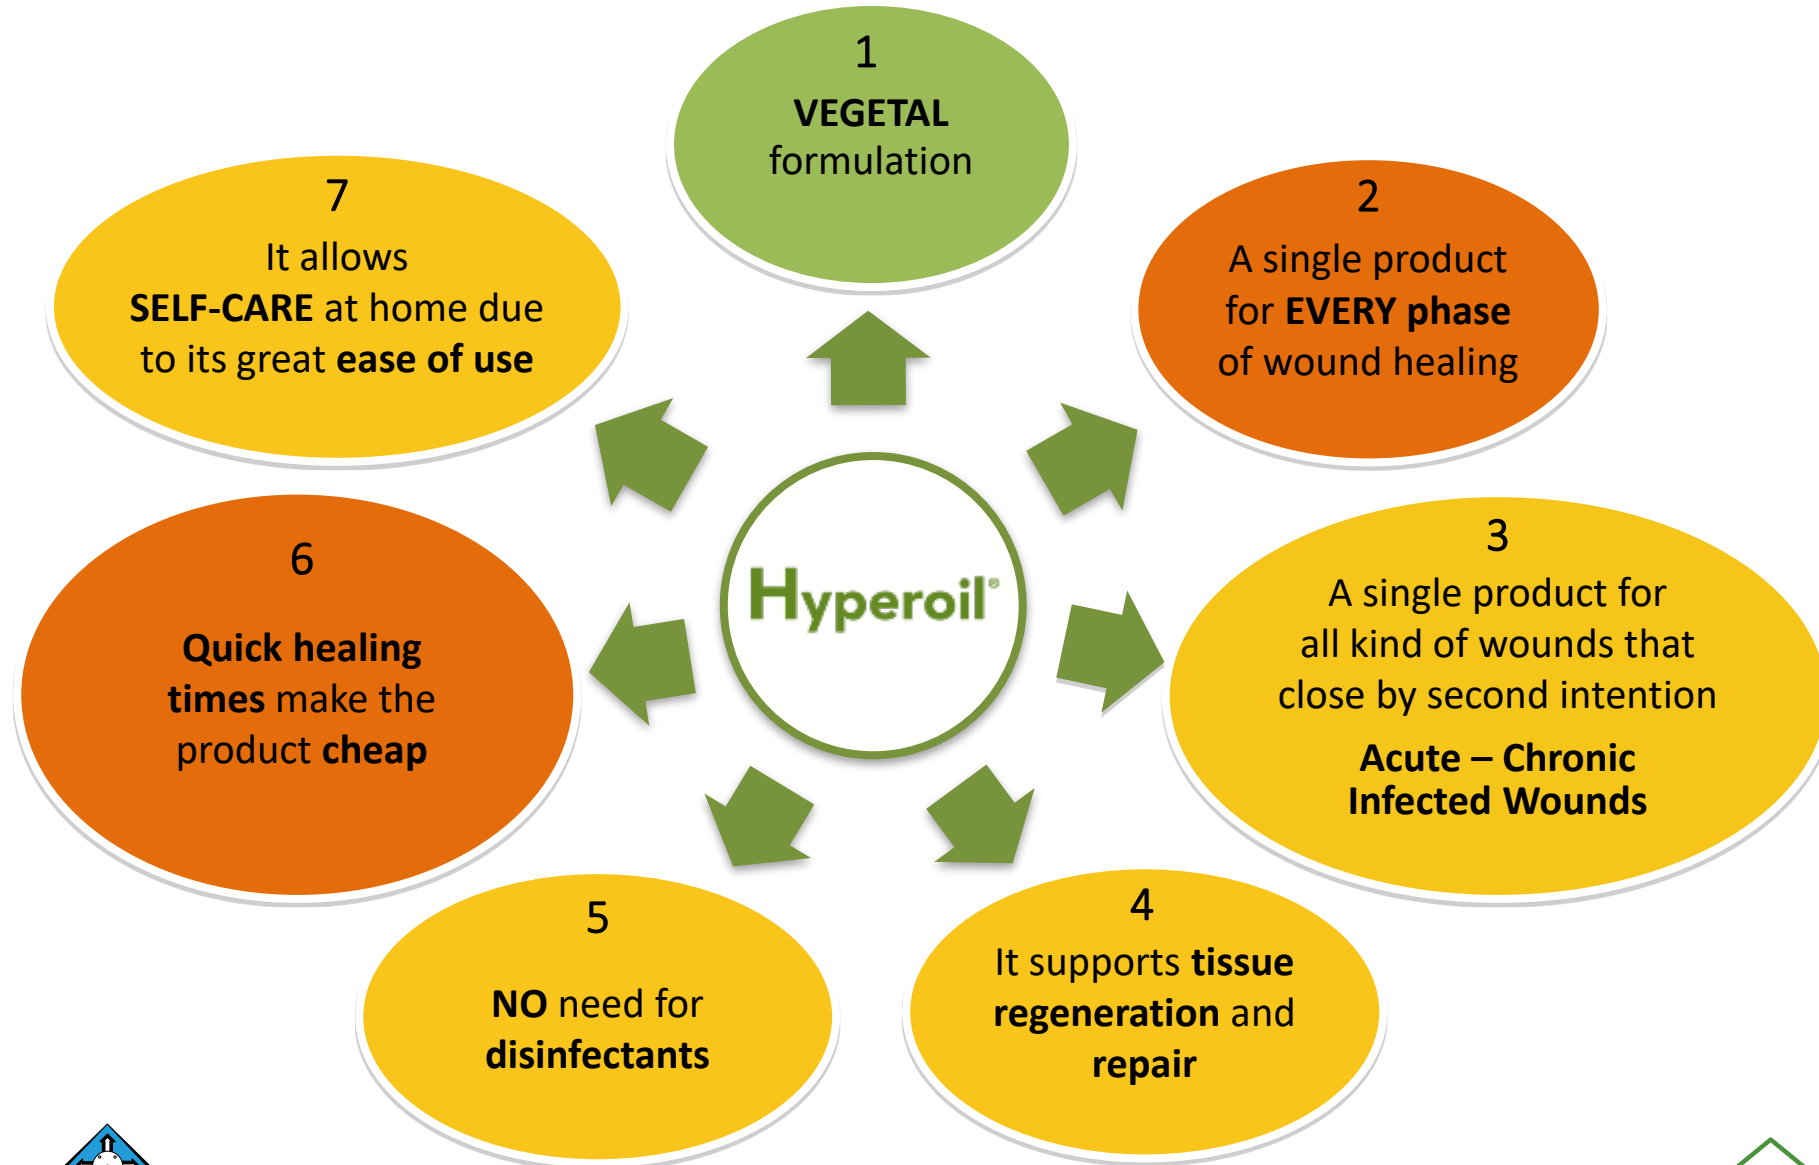 1
VEGETAL
formulation
2
A single product
for EVERY phase
of wound healing
3
A single product for
all kind of wounds that
close by second intention
Acute – Chronic
Infected Wounds
4
It supports tissue
regeneration and
repair
5
NO need for
disinfectants
6
Quick healing
times make the
product cheap
7
It allows
SELF-CARE at home due
to its great ease of use
Hyperoil®